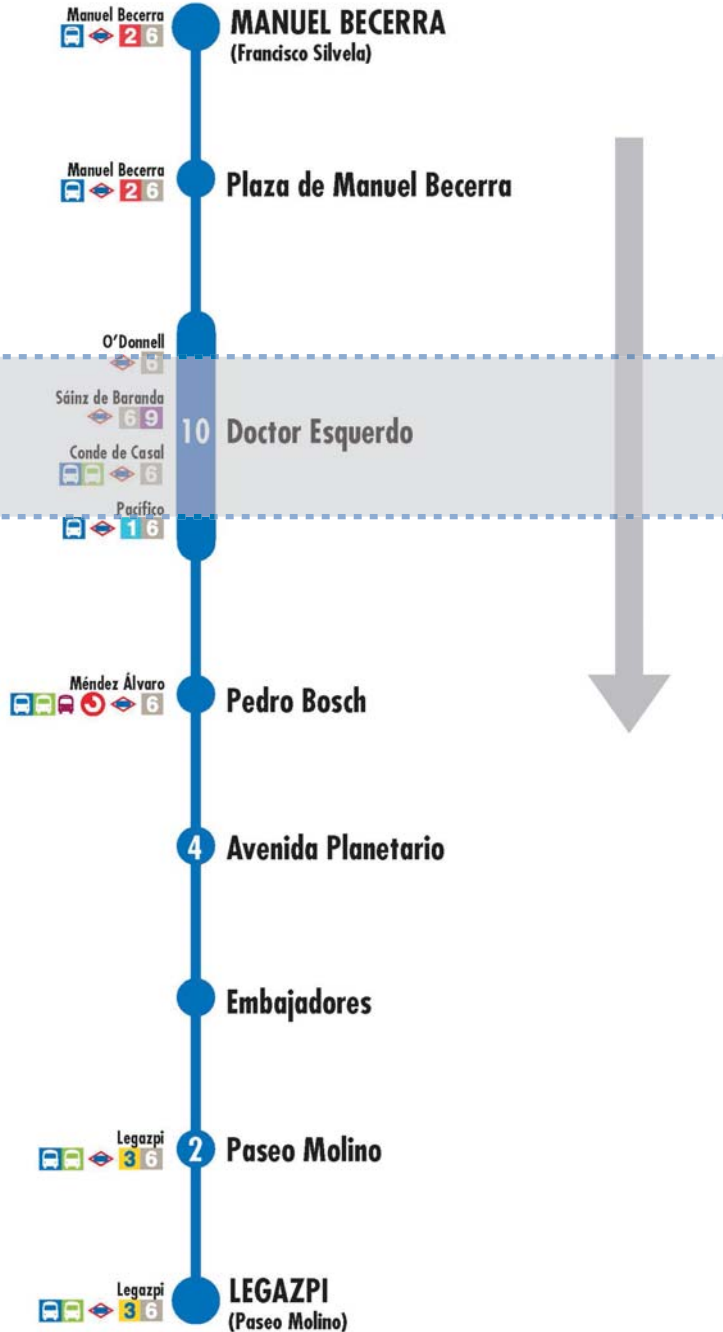 Manuel Becerra
2 6
MANUEL BECERRA
(Francisco Silvela)
Manuel Becerra
2 6
Plaza de Manuel Becerra
O'Donnell
6
Sáinz de Baranda
6 9
Conde de Casal
6
Pacífico
1 6
10 Doctor Esquerdo
Méndez Álvaro
6
Pedro Bosch
4 Avenida Planetario
Embajadores
Legazpi
3 6
2 Paseo Molino
Legazpi
3 6
LEGAZPI
(Paseo Molino)